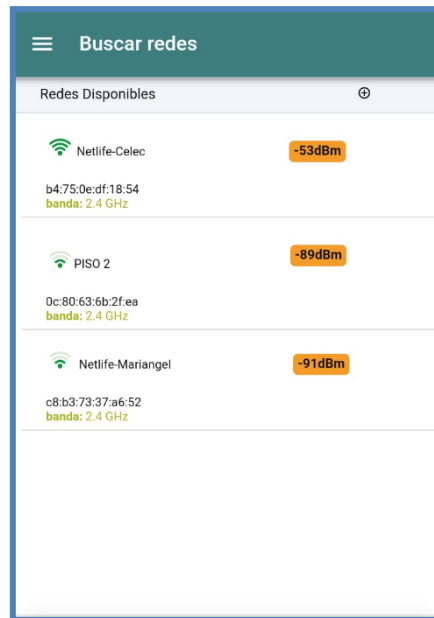 Buscar redes
Redes Disponibles
Netlife-Celec
-53dBm
b4:75:0e:df:18:54
banda: 2.4 GHz
PISO 2
-89dBm
0c:80:63:6b:2f:ea
banda: 2.4 GHz
Netlife-Mariangel
-91dBm
c8:b3:73:37:a6:52
banda: 2.4 GHz